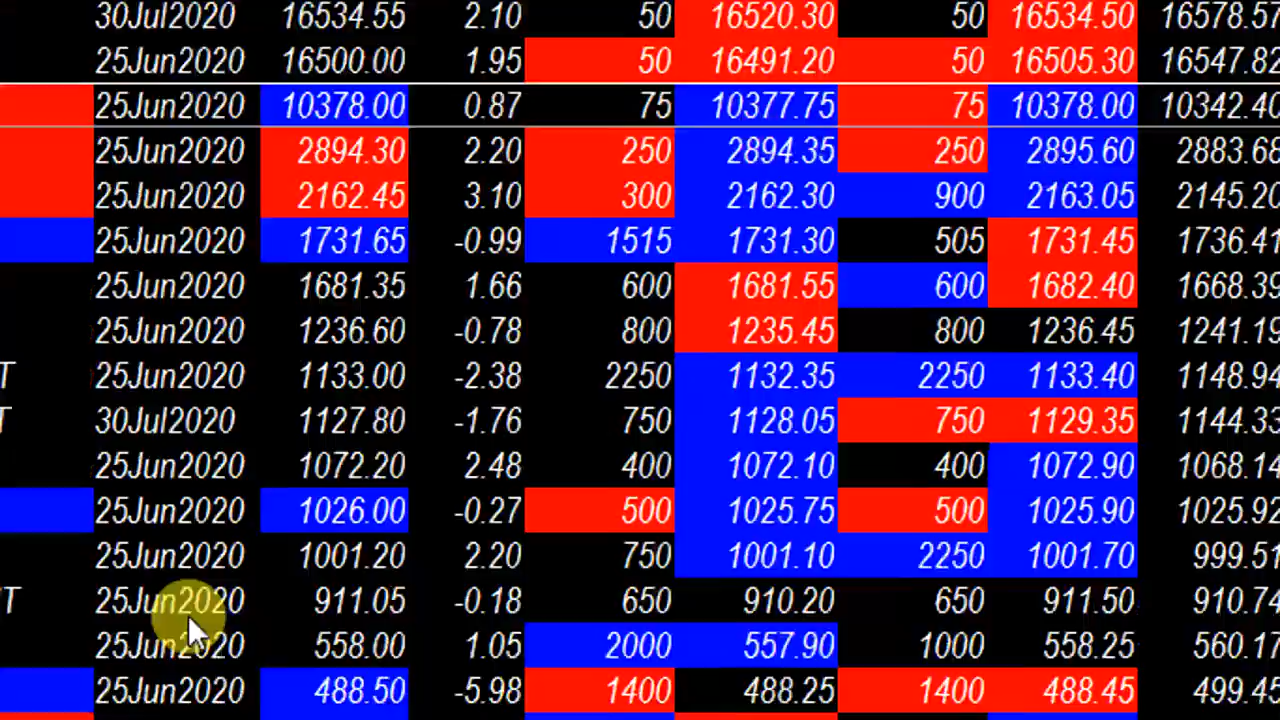 30Jul2020 16534.55 2.10 50 16520.30 50 16534.50 16578.57
25Jun2020 16500.00 1.95 50 16491.20 50 16505.30 16547.82
25Jun2020 10378.00 0.87 75 10377.75 75 10378.00 10342.40
25Jun2020 2894.30 2.20 250 2894.35 250 2895.60 2883.68
25Jun2020 2162.45 3.10 300 2162.30 900 2163.05 2145.20
25Jun2020 1731.65 -0.99 1515 1731.30 505 1731.45 1736.41
25Jun2020 1681.35 1.66 600 1681.55 600 1682.40 1668.39
25Jun2020 1236.60 -0.78 800 1235.45 800 1236.45 1241.19
T 25Jun2020 1133.00 -2.38 2250 1132.35 2250 1133.40 1148.94
T 30Jul2020 1127.80 -1.76 750 1128.05 750 1129.35 1144.33
25Jun2020 1072.20 2.48 400 1072.10 400 1072.90 1068.14
25Jun2020 1026.00 -0.27 500 1025.75 500 1025.90 1025.92
25Jun2020 1001.20 2.20 750 1001.10 2250 1001.70 999.51
T 25Jun2020 911.05 -0.18 650 910.20 650 911.50 910.74
25Jun2020 558.00 1.05 2000 557.90 1000 558.25 560.17
25Jun2020 488.50 -5.98 1400 488.25 1400 488.45 499.45